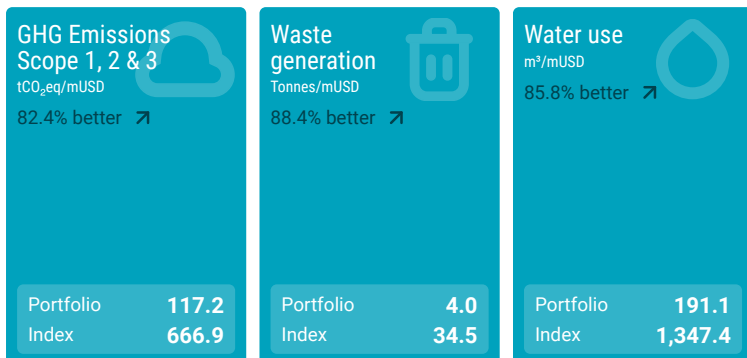 GHG Emissions
Scope 1, 2 & 3
tCO₂eq/mUSD
82.4% better
Portfolio 117.2
Index 666.9
Waste
generation
Tonnes/mUSD
88.4% better
Portfolio 4.0
Index 34.5
Water use
m³/mUSD
85.8% better
Portfolio 191.1
Index 1,347.4